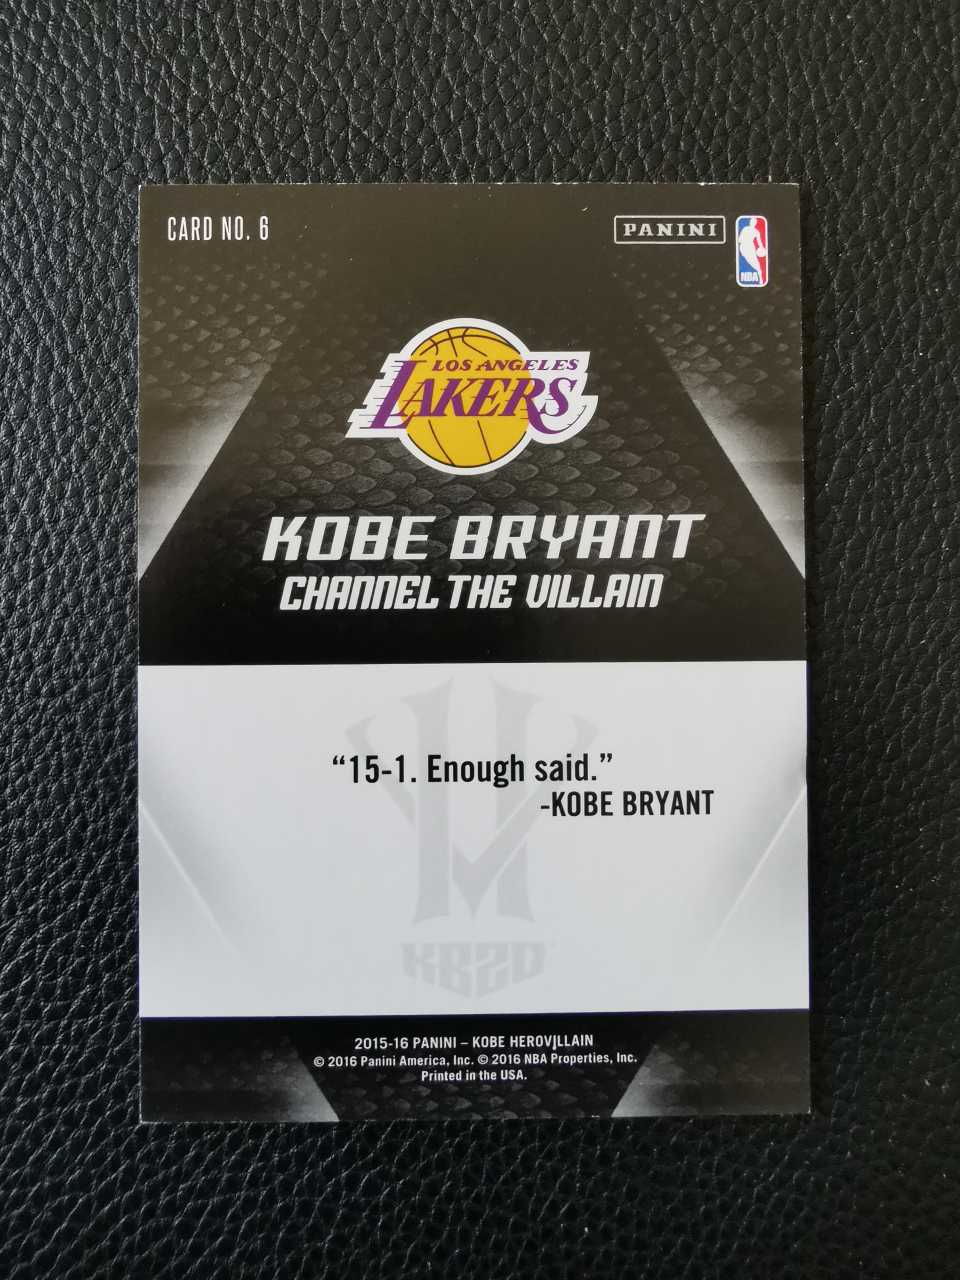 CARD NO. 6
PANINI
NBA
LOS ANGELES
LAKERS
KOBE BRYANT
CHANNEL THE VILLAIN
“15-1. Enough said.”
-KOBE BRYANT
KB20
2015-16 PANINI – KOBE HEROVILLAIN
© 2016 Panini America, Inc. © 2016 NBA Properties, Inc.
Printed in the USA.